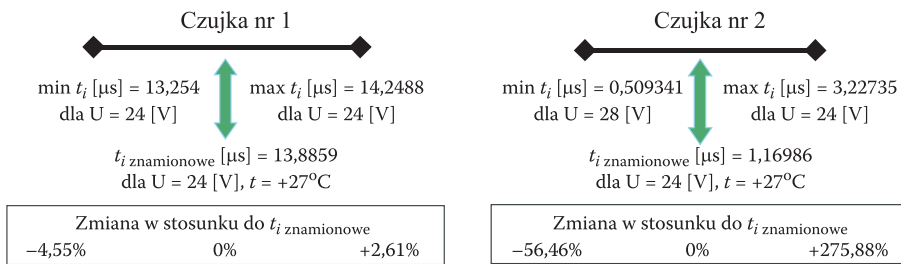 Czujka nr 1
min tᵢ [µs] = 13,254
dla U = 24 [V]
max tᵢ [µs] = 14,2488
dla U = 24 [V]
tᵢ znamionowe [µs] = 13,8859
dla U = 24 [V], t = +27°C
Zmiana w stosunku do tᵢ znamionowe
–4,55% 0% +2,61%
Czujka nr 2
min tᵢ [µs] = 0,509341
dla U = 28 [V]
max tᵢ [µs] = 3,22735
dla U = 24 [V]
tᵢ znamionowe [µs] = 1,16986
dla U = 24 [V], t = +27°C
Zmiana w stosunku do tᵢ znamionowe
–56,46% 0% +275,88%